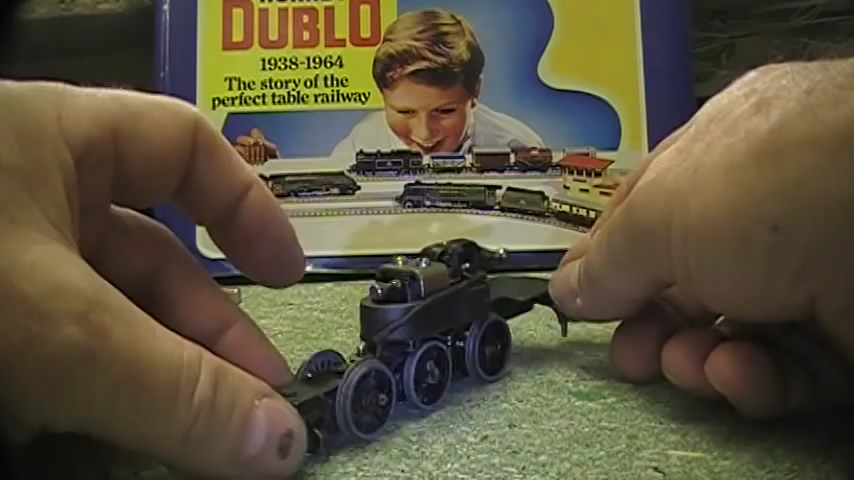 DUBLO
1938-1964
The story of the
perfect table railway